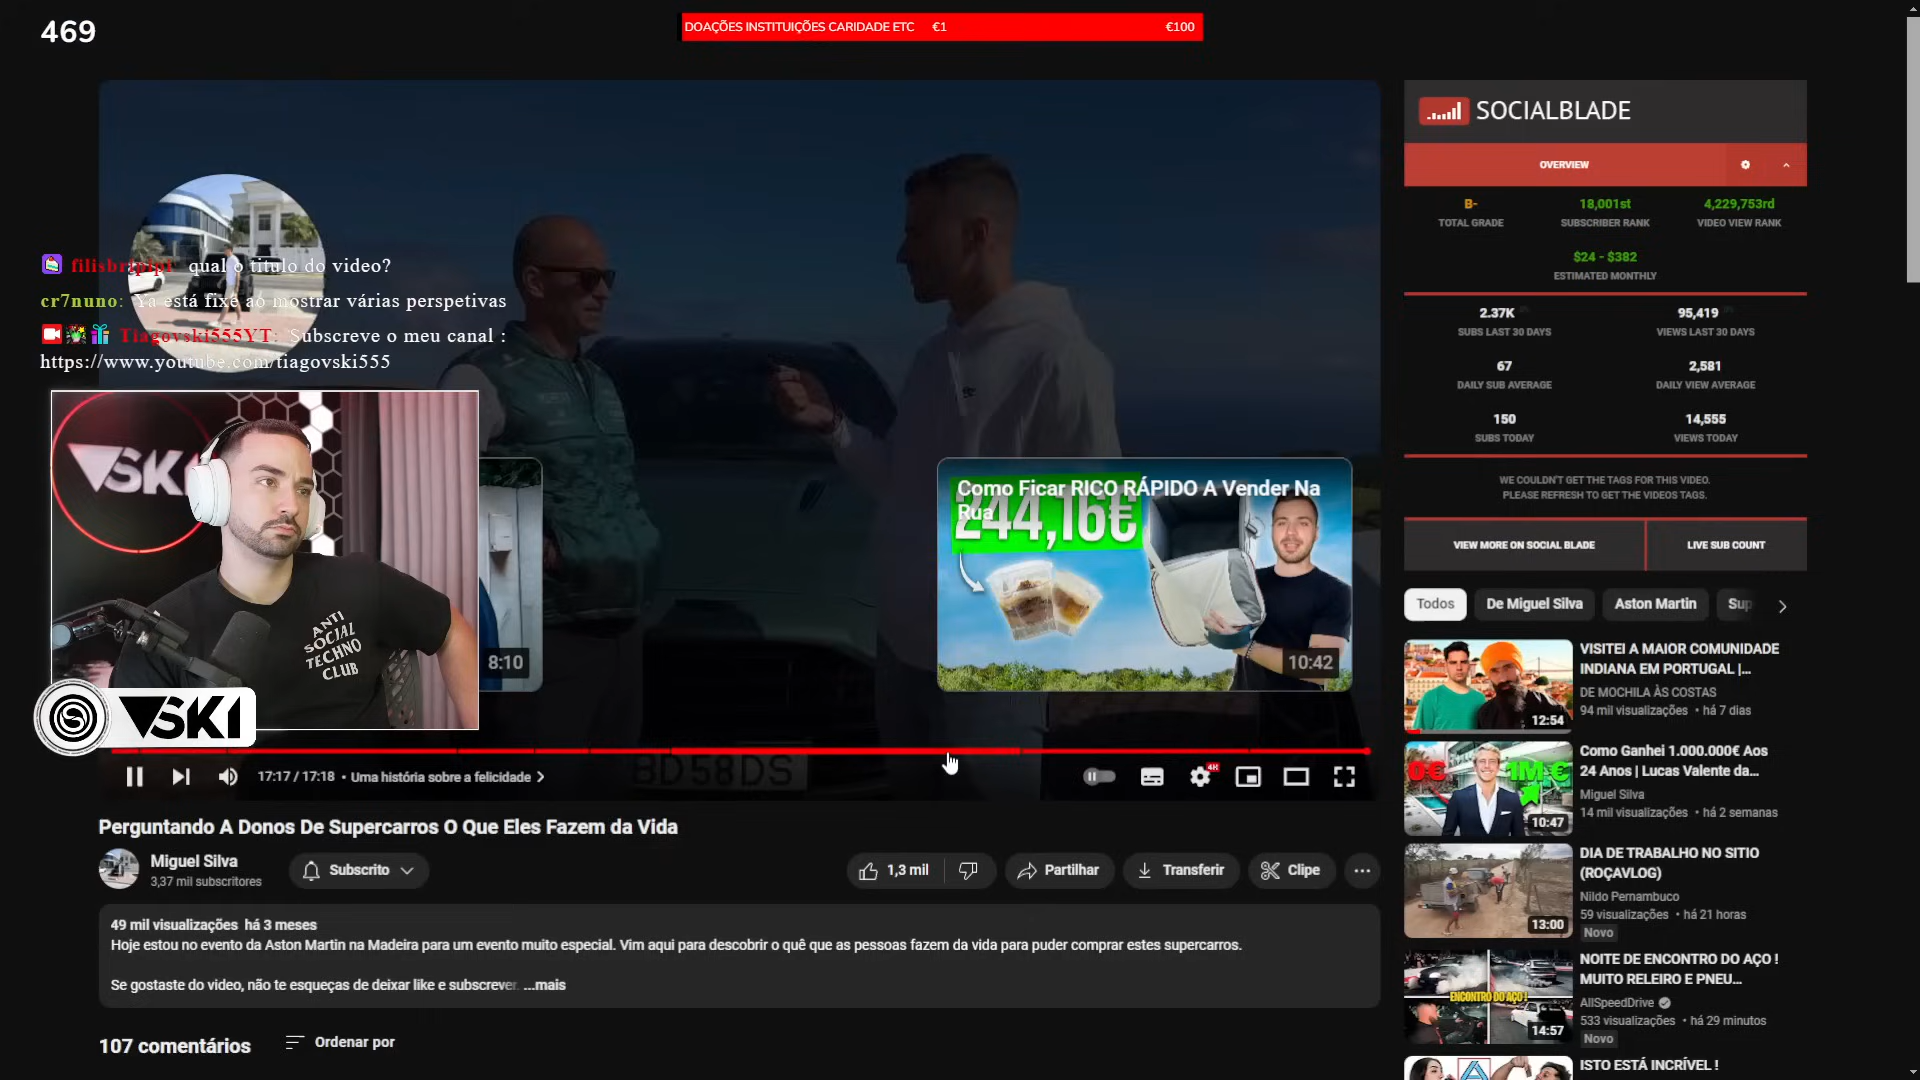 469
DOAÇÕES INSTITUIÇÕES CARIDADE ETC €1 €100
SOCIALBLADE
OVERVIEW
B- 18,001st 4,229,753rd
TOTAL GRADE SUBSCRIBER RANK VIDEO VIEW RANK
$24 - $382
ESTIMATED MONTHLY
2.37K 95,419
SUBS LAST 30 DAYS VIEWS LAST 30 DAYS
67 2,581
DAILY SUB AVERAGE DAILY VIEW AVERAGE
150 14,555
SUBS TODAY VIEWS TODAY
WE COULDN'T GET THE TAGS FOR THIS VIDEO.
PLEASE REFRESH TO GET THE VIDEOS TAGS.
VIEW MORE ON SOCIAL BLADE LIVE SUB COUNT
qual o titulo do video?
cr7nuno: Ya está fixe ao mostrar várias perspetivas
Tiagovski555YT: Subscreve o meu canal :
https://www.youtube.com/tiagovski555
VSKI
ANTI
SOCIAL
TECHNO
CLUB
VSKI
8:10
Como Ficar RICO RÁPIDO A Vender Na
Rua
244,16€
10:42
BD58DS
17:17 / 17:18 • Uma história sobre a felicidade
4K
Perguntando A Donos De Supercarros O Que Eles Fazem da Vida
Miguel Silva
3,37 mil subscritores
Subscrito
1,3 mil
Partilhar
Transferir
Clipe
49 mil visualizações há 3 meses
Hoje estou no evento da Aston Martin na Madeira para um evento muito especial. Vim aqui para descobrir o quê que as pessoas fazem da vida para puder comprar estes supercarros.
Se gostaste do video, não te esqueças de deixar like e subscrever. ...mais
107 comentários
Ordenar por
Todos De Miguel Silva Aston Martin Sup
VISITEI A MAIOR COMUNIDADE
INDIANA EM PORTUGAL |...
DE MOCHILA ÀS COSTAS
94 mil visualizações • há 7 dias
12:54
Como Ganhei 1.000.000€ Aos
24 Anos | Lucas Valente da...
Miguel Silva
14 mil visualizações • há 2 semanas
0€ 1M€
10:47
DIA DE TRABALHO NO SITIO
(ROÇAVLOG)
Nildo Pernambuco
59 visualizações • há 21 horas
Novo
13:00
NOITE DE ENCONTRO DO AÇO !
MUITO RELEIRO E PNEU...
AllSpeedDrive
533 visualizações • há 29 minutos
Novo
ENCONTRO DO AÇO!
14:57
ISTO ESTÁ INCRÍVEL !